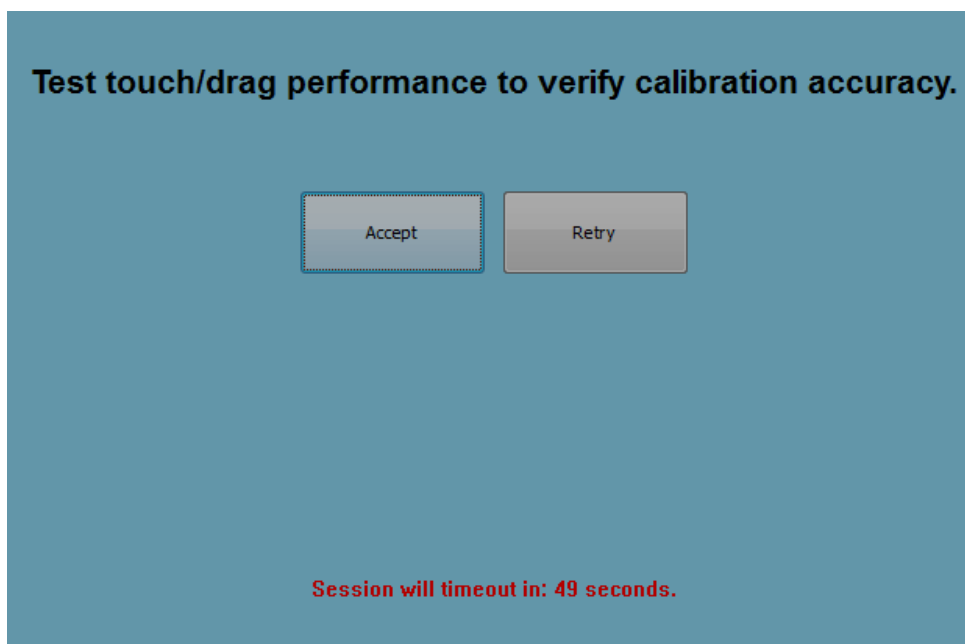 Test touch/drag performance to verify calibration accuracy.
Accept
Retry
Session will timeout in: 49 seconds.